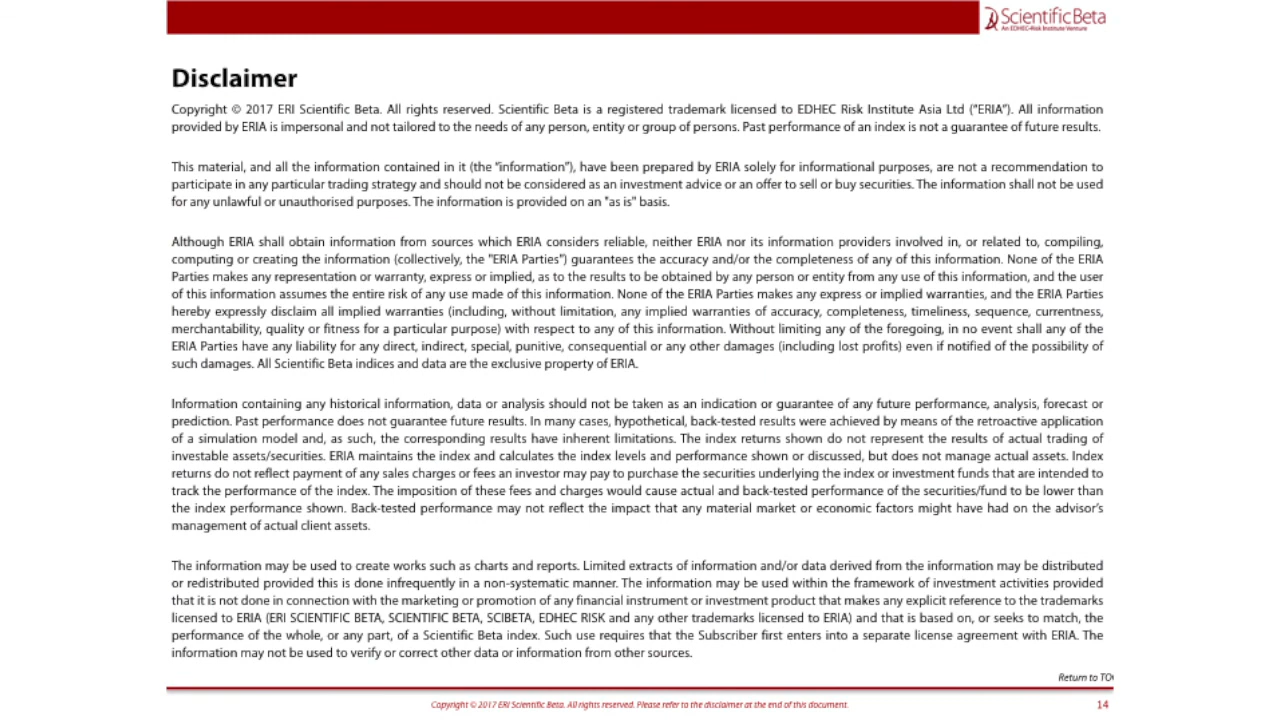 ScientificBeta
An EDHEC-Risk Institute Venture
Disclaimer
Copyright © 2017 ERI Scientific Beta. All rights reserved. Scientific Beta is a registered trademark licensed to EDHEC Risk Institute Asia Ltd ("ERIA"). All information
provided by ERIA is impersonal and not tailored to the needs of any person, entity or group of persons. Past performance of an index is not a guarantee of future results.
This material, and all the information contained in it (the "information"), have been prepared by ERIA solely for informational purposes, are not a recommendation to
participate in any particular trading strategy and should not be considered as an investment advice or an offer to sell or buy securities. The information shall not be used
for any unlawful or unauthorised purposes. The information is provided on an "as is" basis.
Although ERIA shall obtain information from sources which ERIA considers reliable, neither ERIA nor its information providers involved in, or related to, compiling,
computing or creating the information (collectively, the "ERIA Parties") guarantees the accuracy and/or the completeness of any of this information. None of the ERIA
Parties makes any representation or warranty, express or implied, as to the results to be obtained by any person or entity from any use of this information, and the user
of this information assumes the entire risk of any use made of this information. None of the ERIA Parties makes any express or implied warranties, and the ERIA Parties
hereby expressly disclaim all implied warranties (including, without limitation, any implied warranties of accuracy, completeness, timeliness, sequence, currentness,
merchantability, quality or fitness for a particular purpose) with respect to any of this information. Without limiting any of the foregoing, in no event shall any of the
ERIA Parties have any liability for any direct, indirect, special, punitive, consequential or any other damages (including lost profits) even if notified of the possibility of
such damages. All Scientific Beta indices and data are the exclusive property of ERIA.
Information containing any historical information, data or analysis should not be taken as an indication or guarantee of any future performance, analysis, forecast or
prediction. Past performance does not guarantee future results. In many cases, hypothetical, back-tested results were achieved by means of the retroactive application
of a simulation model and, as such, the corresponding results have inherent limitations. The index returns shown do not represent the results of actual trading of
investable assets/securities. ERIA maintains the index and calculates the index levels and performance shown or discussed, but does not manage actual assets. Index
returns do not reflect payment of any sales charges or fees an investor may pay to purchase the securities underlying the index or investment funds that are intended to
track the performance of the index. The imposition of these fees and charges would cause actual and back-tested performance of the securities/fund to be lower than
the index performance shown. Back-tested performance may not reflect the impact that any material market or economic factors might have had on the advisor's
management of actual client assets.
The information may be used to create works such as charts and reports. Limited extracts of information and/or data derived from the information may be distributed
or redistributed provided this is done infrequently in a non-systematic manner. The information may be used within the framework of investment activities provided
that it is not done in connection with the marketing or promotion of any financial instrument or investment product that makes any explicit reference to the trademarks
licensed to ERIA (ERI SCIENTIFIC BETA, SCIENTIFIC BETA, SCIBETA, EDHEC RISK and any other trademarks licensed to ERIA) and that is based on, or seeks to match, the
performance of the whole, or any part, of a Scientific Beta index. Such use requires that the Subscriber first enters into a separate license agreement with ERIA. The
information may not be used to verify or correct other data or information from other sources.
Return to TO
Copyright © 2017 ERI Scientific Beta. All rights reserved. Please refer to the disclaimer at the end of this document.
14